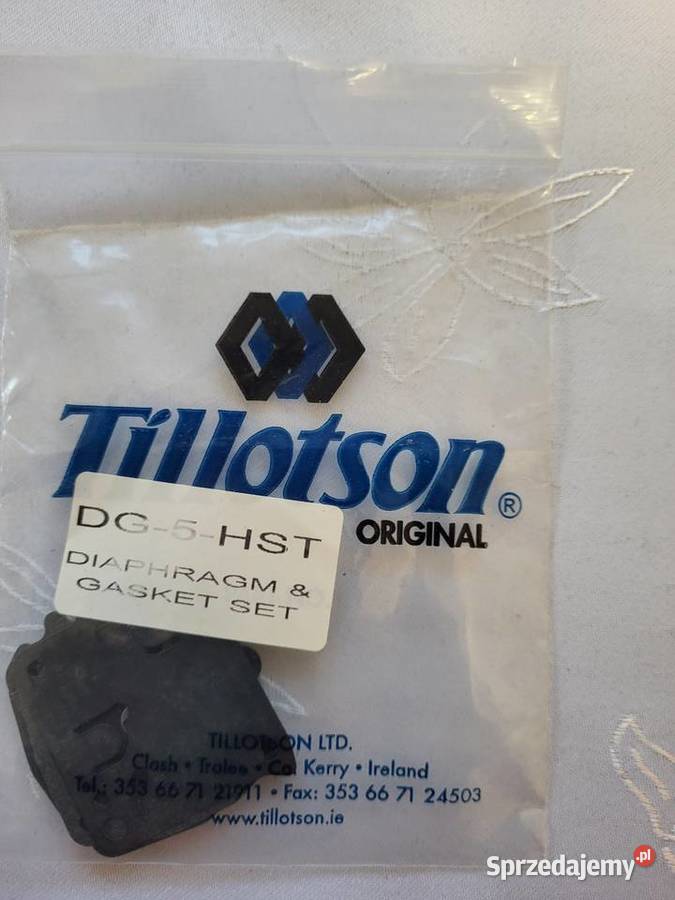 Tillotson®
ORIGINAL
DG-5-HST
DIAPHRAGM &
GASKET SET
TILLOTSON LTD.
Clash • Tralee • Co. Kerry • Ireland
Tel.: 353 66 71 21911 • Fax: 353 66 71 24503
www.tillotson.ie
Sprzedajemy.pl